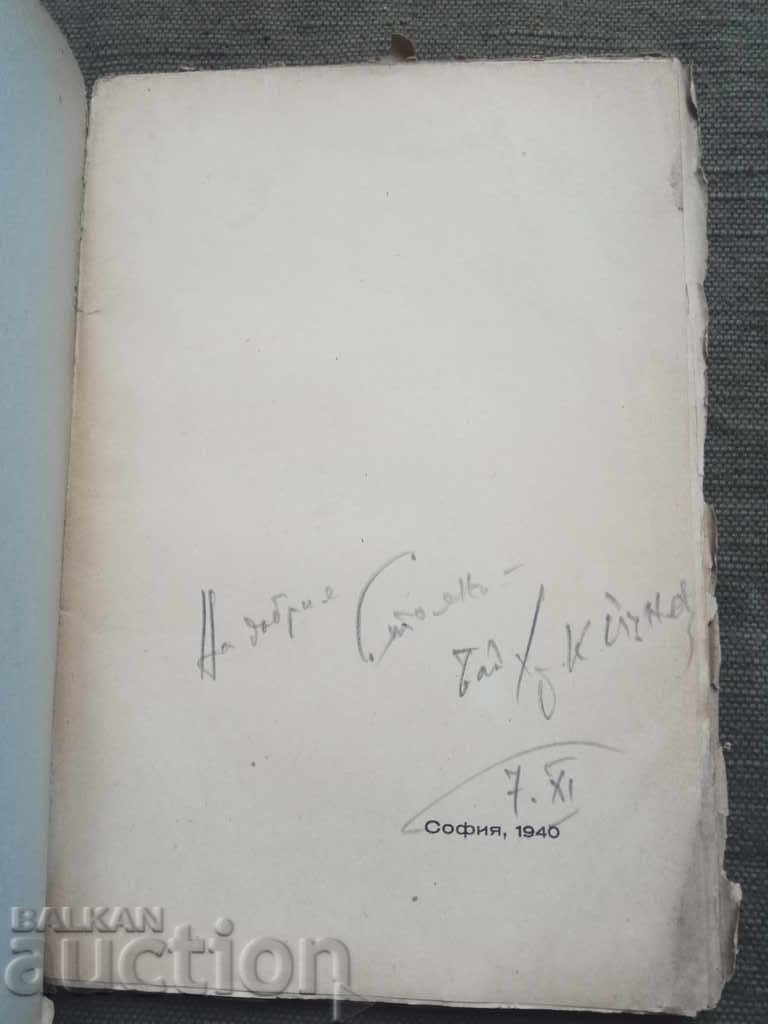 На добрия Стоян –
7. XI
София, 1940
BALKAN
auction